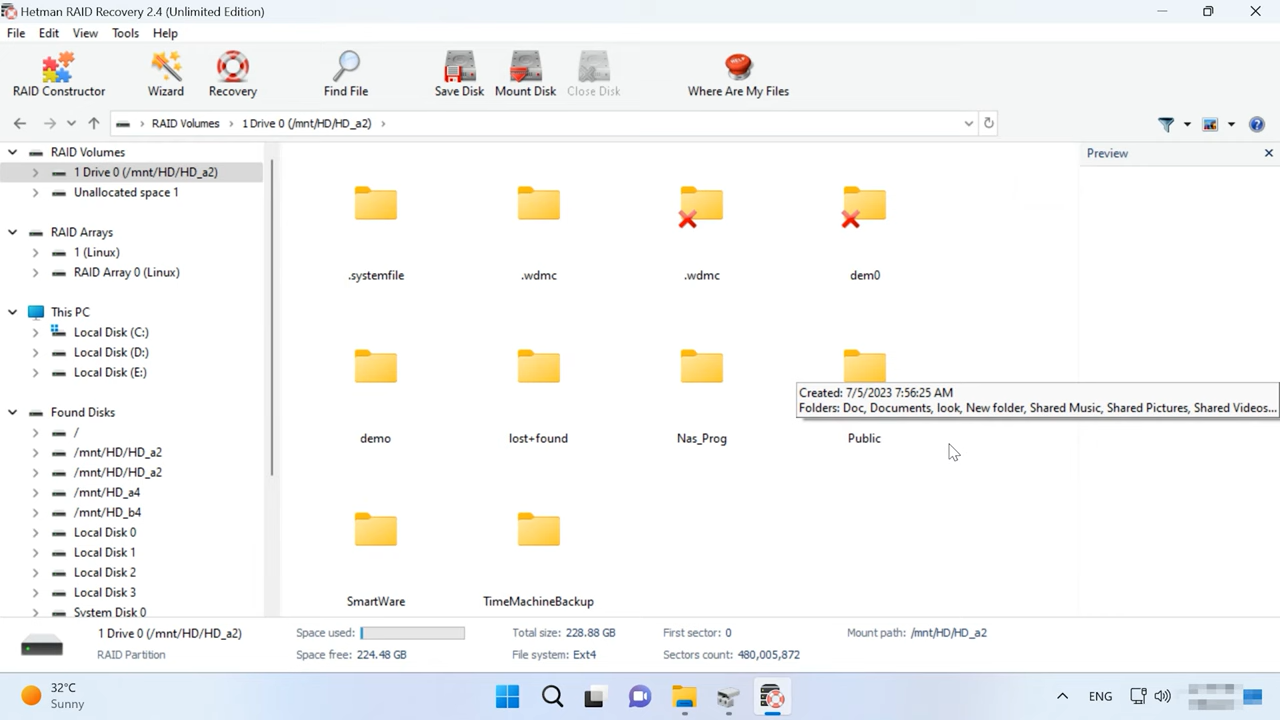 Hetman RAID Recovery 2.4 (Unlimited Edition)
File Edit View Tools Help
RAID Constructor Wizard Recovery Find File Save Disk Mount Disk Close Disk Where Are My Files
RAID Volumes 1 Drive 0 (/mnt/HD/HD_a2)
RAID Volumes
1 Drive 0 (/mnt/HD/HD_a2)
Unallocated space 1
RAID Arrays
1 (Linux)
RAID Array 0 (Linux)
This PC
Local Disk (C:)
Local Disk (D:)
Local Disk (E:)
Found Disks
/
/mnt/HD/HD_a2
/mnt/HD/HD_a2
/mnt/HD_a4
/mnt/HD_b4
Local Disk 0
Local Disk 1
Local Disk 2
Local Disk 3
System Disk 0
.systemfile .wdmc .wdmc dem0
demo lost+found Nas_Prog Public
SmartWare TimeMachineBackup
Created: 7/5/2023 7:56:25 AM
Folders: Doc, Documents, look, New folder, Shared Music, Shared Pictures, Shared Videos...
Preview
1 Drive 0 (/mnt/HD/HD_a2) Space used: Total size: 228.88 GB First sector: 0 Mount path: /mnt/HD/HD_a2
RAID Partition Space free: 224.48 GB File system: Ext4 Sectors count: 480,005,872
32°C
Sunny
ENG